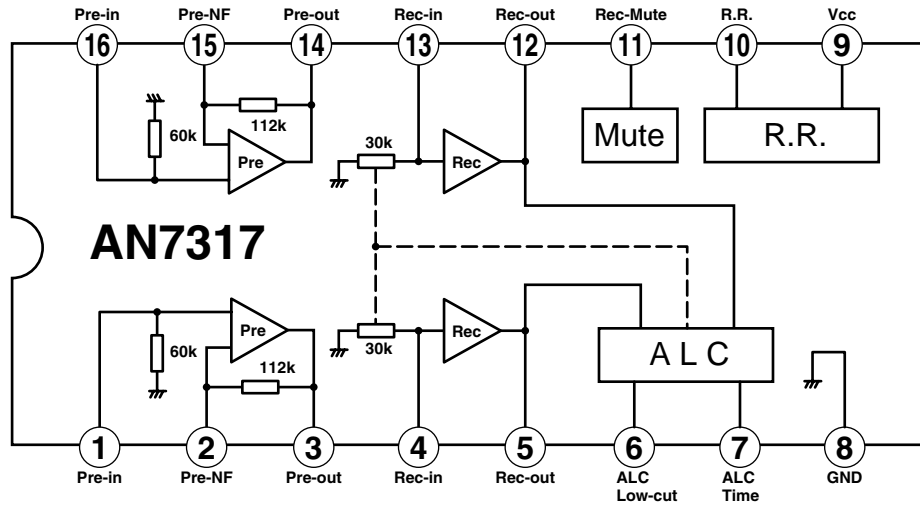 Pre-in Pre-NF Pre-out Rec-in Rec-out Rec-Mute R.R. Vcc
16 15 14 13 12 11 10 9
60k
112k
Pre
30k
Rec
Mute
R.R.
AN7317
60k
Pre
112k
30k
Rec
ALC
1 2 3 4 5 6 7 8
Pre-in Pre-NF Pre-out Rec-in Rec-out ALC ALC GND
Low-cut Time